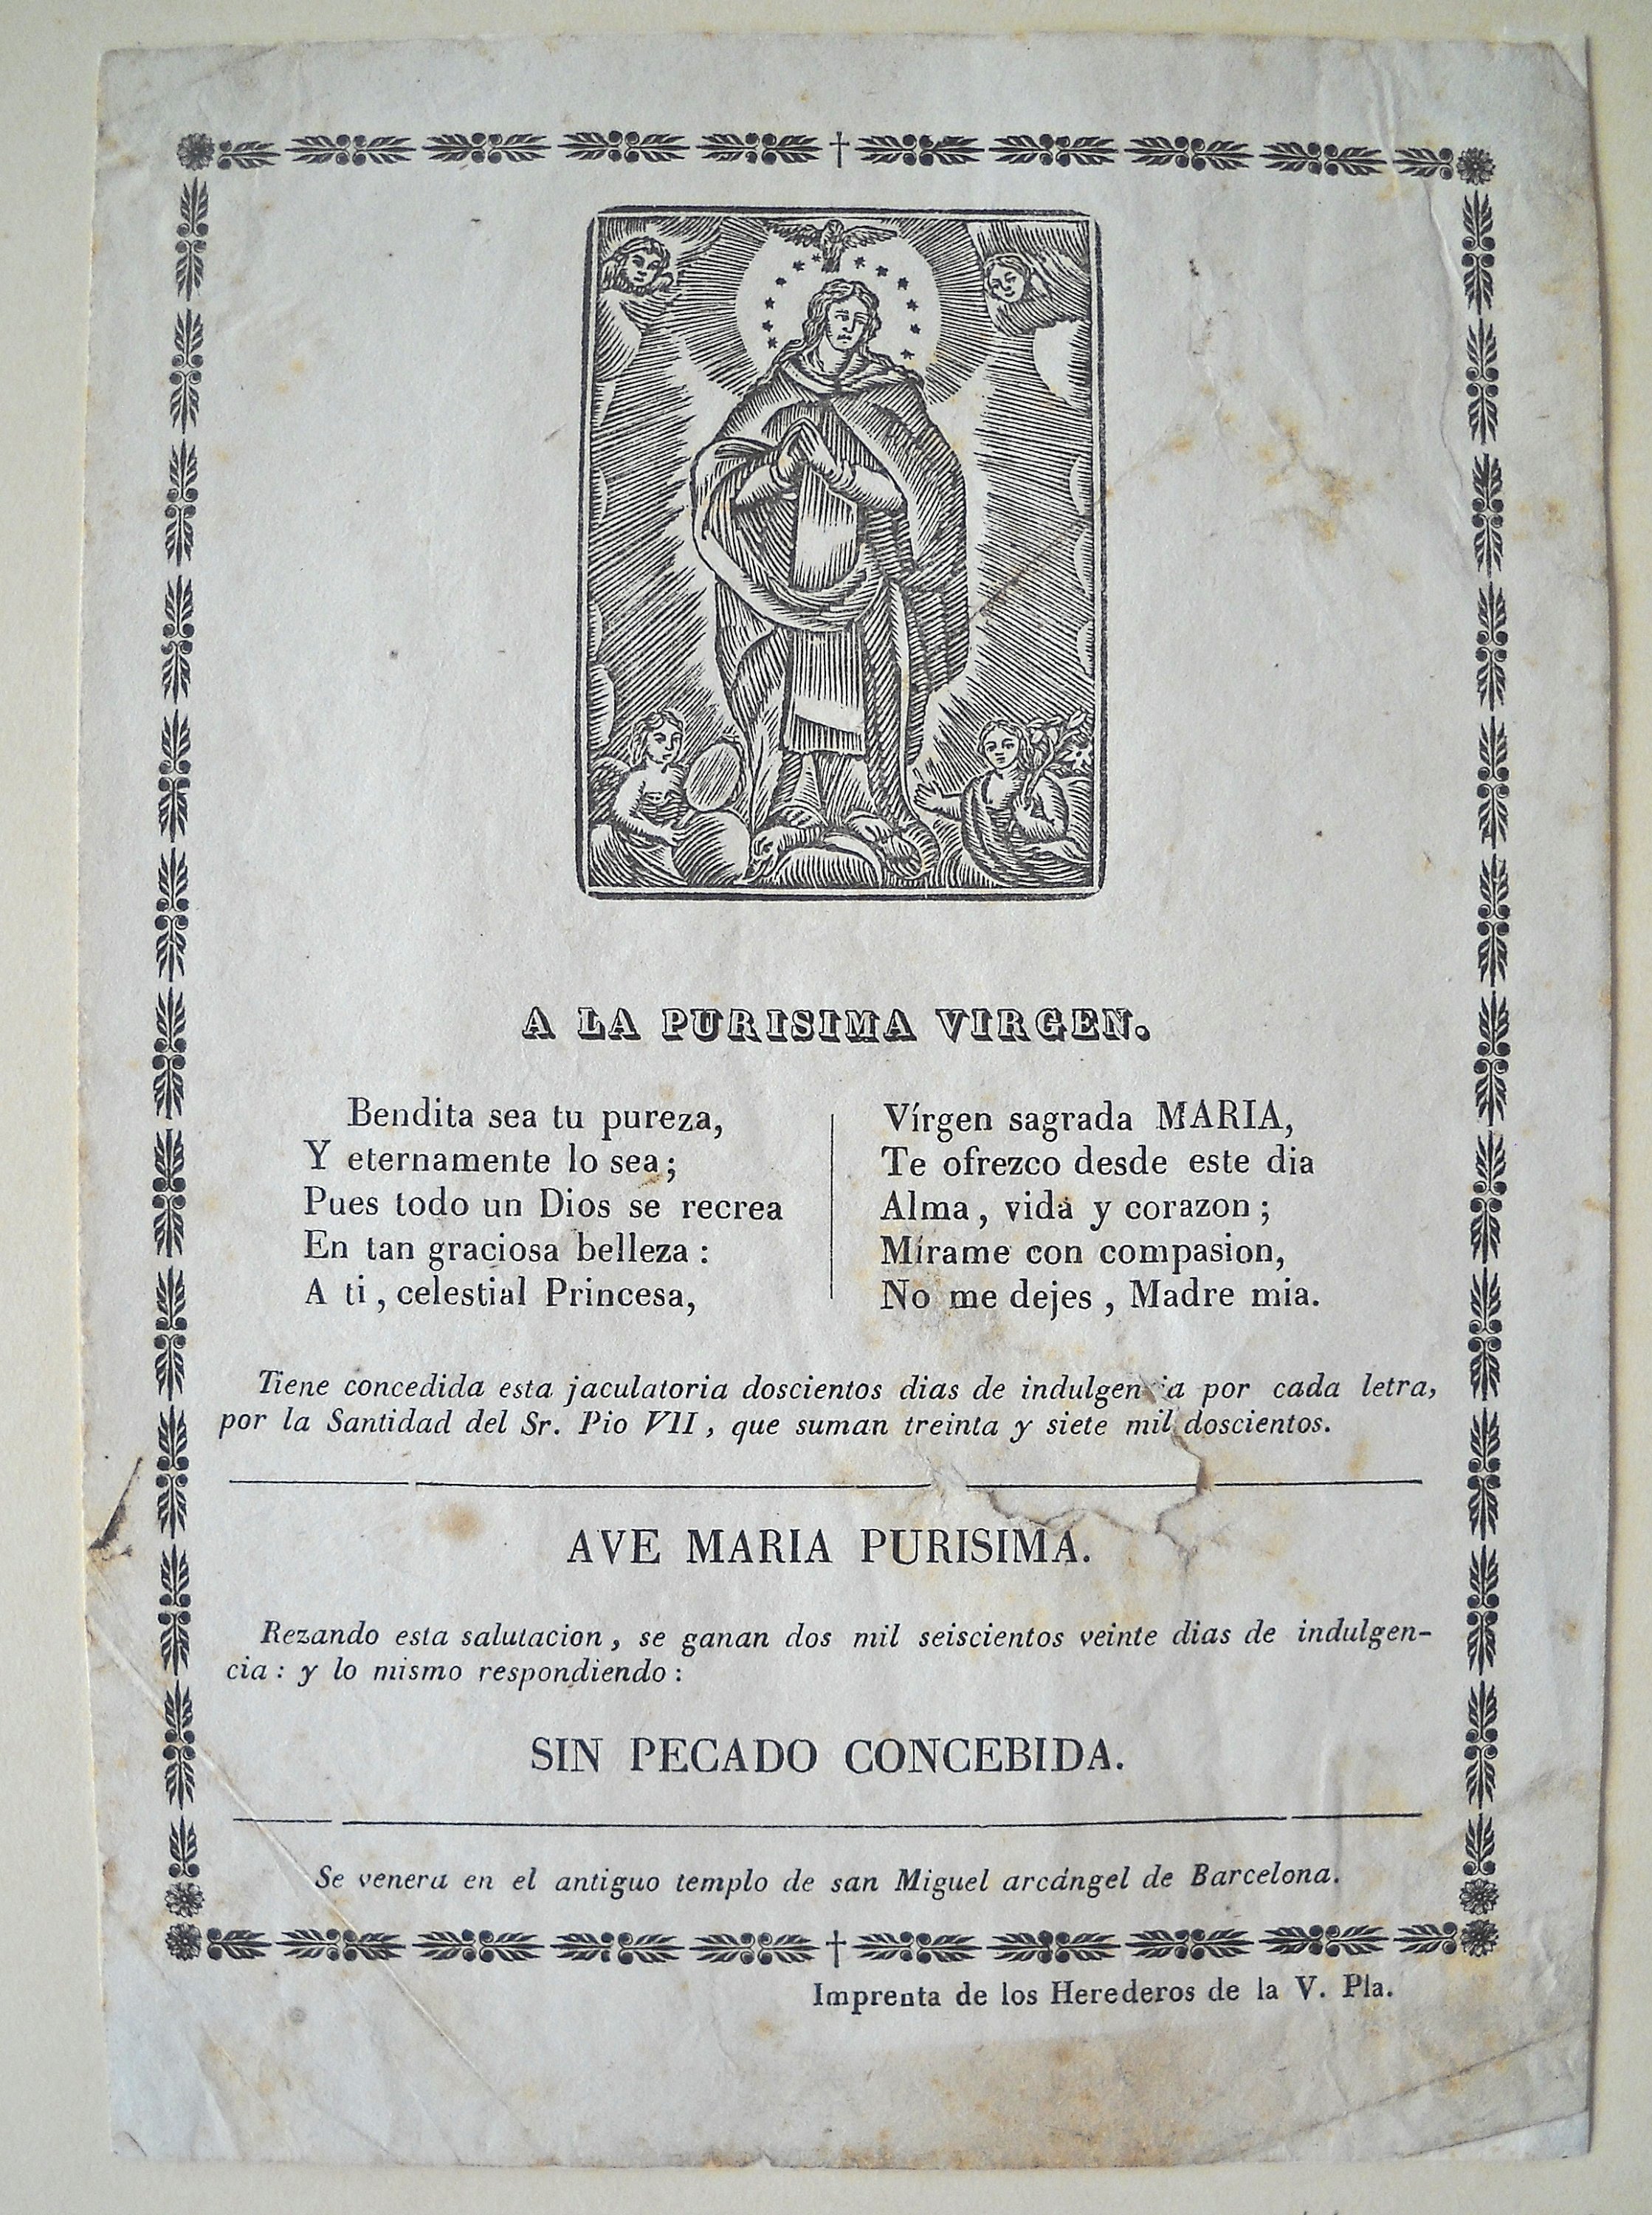 A LA PURISIMA VIRGEN.
Bendita sea tu pureza,
Y eternamente lo sea;
Pues todo un Dios se recrea
En tan graciosa belleza:
A ti, celestial Princesa,
Vírgen sagrada MARIA,
Te ofrezco desde este dia
Alma, vida y corazon;
Mírame con compasion,
No me dejes, Madre mia.
Tiene concedida esta jaculatoria doscientos dias de indulgencia por cada letra,
por la Santidad del Sr. Pio VII, que suman treinta y siete mil doscientos.
AVE MARIA PURISIMA.
Rezando esta salutacion, se ganan dos mil seiscientos veinte dias de indulgen-
cia: y lo mismo respondiendo:
SIN PECADO CONCEBIDA.
Se venera en el antiguo templo de san Miguel arcángel de Barcelona.
Imprenta de los Herederos de la V. Pla.